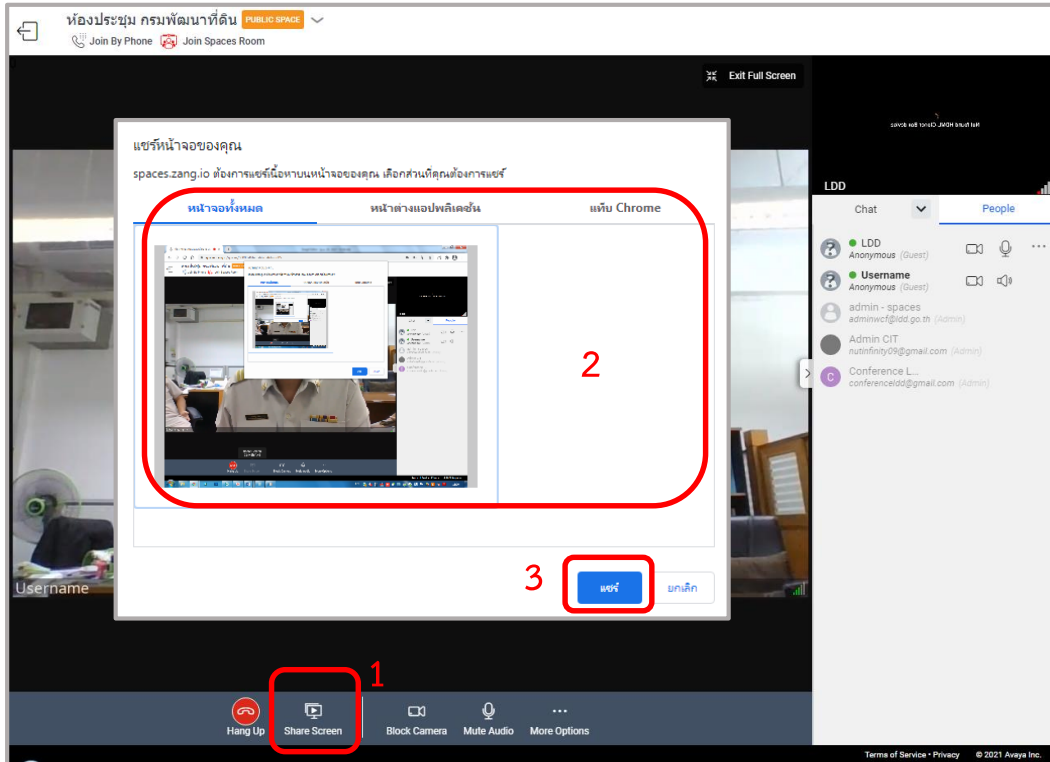 ห้องประชุม กรมพัฒนาที่ดิน PUBLIC SPACE
Join By Phone Join Spaces Room
Exit Full Screen
แชร์หน้าจอของคุณ
spaces.zang.io ต้องการแชร์เนื้อหาบนหน้าจอของคุณ เลือกส่วนที่คุณต้องการแชร์
หน้าจอทั้งหมด หน้าต่างแอปพลิเคชัน แท็บ Chrome
2
3
แชร์ ยกเลิก
Username
1
Hang Up Share Screen Block Camera Mute Audio More Options
LDD
Chat People
LDD
Anonymous (Guest)
Username
Anonymous (Guest)
admin - spaces
adminwcf@ldd.go.th (Admin)
Admin CIT
nutinfinity09@gmail.com (Admin)
C
Conference L...
conferenceldd@gmail.com (Admin)
Terms of Service • Privacy © 2021 Avaya Inc.